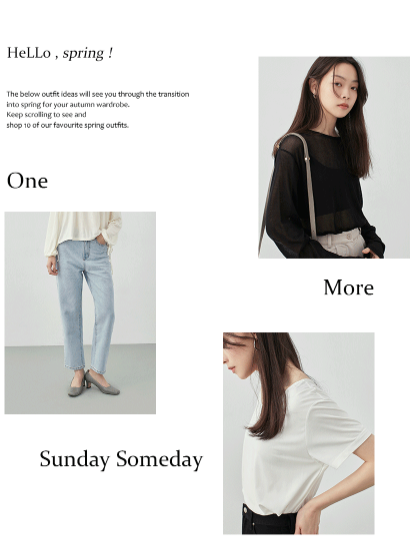 HeLLo , spring !
The below outfit ideas will see you through the transition
into spring for your autumn wardrobe.
Keep scrolling to see and
shop 10 of our favourite spring outfits.
One
More
Sunday Someday